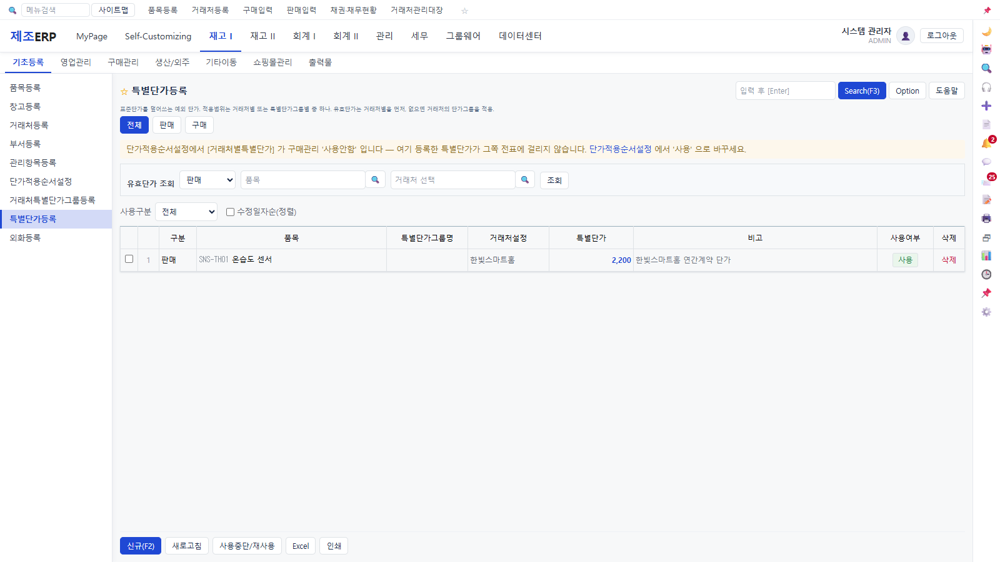 메뉴검색 사이트맵 품목등록 거래처등록 구매입력 판매입력 채권·채무현황 거래처관리대장 ☆
제조ERP MyPage Self-Customizing 재고 I 재고 II 회계 I 회계 II 관리 세무 그룹웨어 데이터센터 시스템 관리자 ADMIN 로그아웃
기초등록 영업관리 구매관리 생산/외주 기타이동 쇼핑몰관리 출력물
품목등록
창고등록
거래처등록
부서등록
관리항목등록
단가적용순서설정
거래처특별단가그룹등록
특별단가등록
외화등록
☆ 특별단가등록 입력 후 [Enter] Search(F3) Option 도움말
표준단가를 덮어쓰는 예외 단가. 적용범위는 거래처별 또는 특별단가그룹별 중 하나. 유효단가는 거래처별을 먼저, 없으면 거래처의 단가그룹을 적용.
전체 판매 구매
단가적용순서설정에서 [거래처별특별단가] 가 구매관리 '사용안함' 입니다 — 여기 등록한 특별단가가 그쪽 전표에 걸리지 않습니다. 단가적용순서설정 에서 '사용' 으로 바꾸세요.
유효단가 조회 판매 품목 거래처 선택 조회
사용구분 전체 수정일자순(정렬)
구분 품목 특별단가그룹명 거래처설정 특별단가 비고 사용여부 삭제
1 판매 SNS-TH01 온습도 센서 한빛스마트홈 2,200 한빛스마트홈 연간계약 단가 사용 삭제
신규(F2) 새로고침 사용중단/재사용 Excel 인쇄
2
25